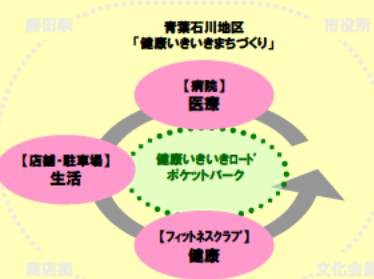 勝田駅
市役所
青葉石川地区
「健康いきいきまちづくり」
【病院】
医療
【店舗・駐車場】
生活
健康いきいきﾛｰﾄﾞ
ポケットパーク
【フィットネスクラブ】
健康
商店街
文化会館